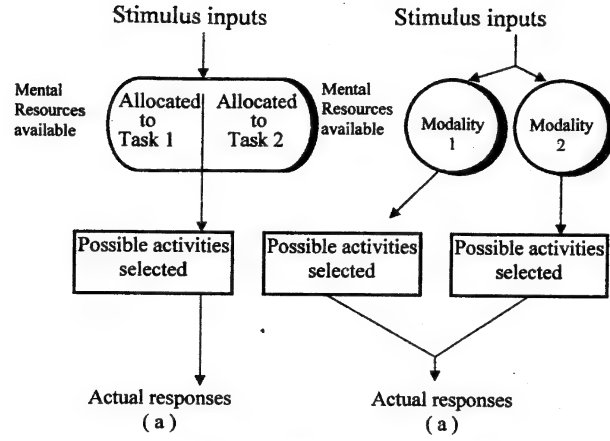 Stimulus inputs
Mental
Resources
available
Allocated
to
Task 1
Allocated
to
Task 2
Possible activities
selected
Actual responses
( a )
Stimulus inputs
Mental
Resources
available
Modality
1
Modality
2
Possible activities
selected
Possible activities
selected
Actual responses
( a )